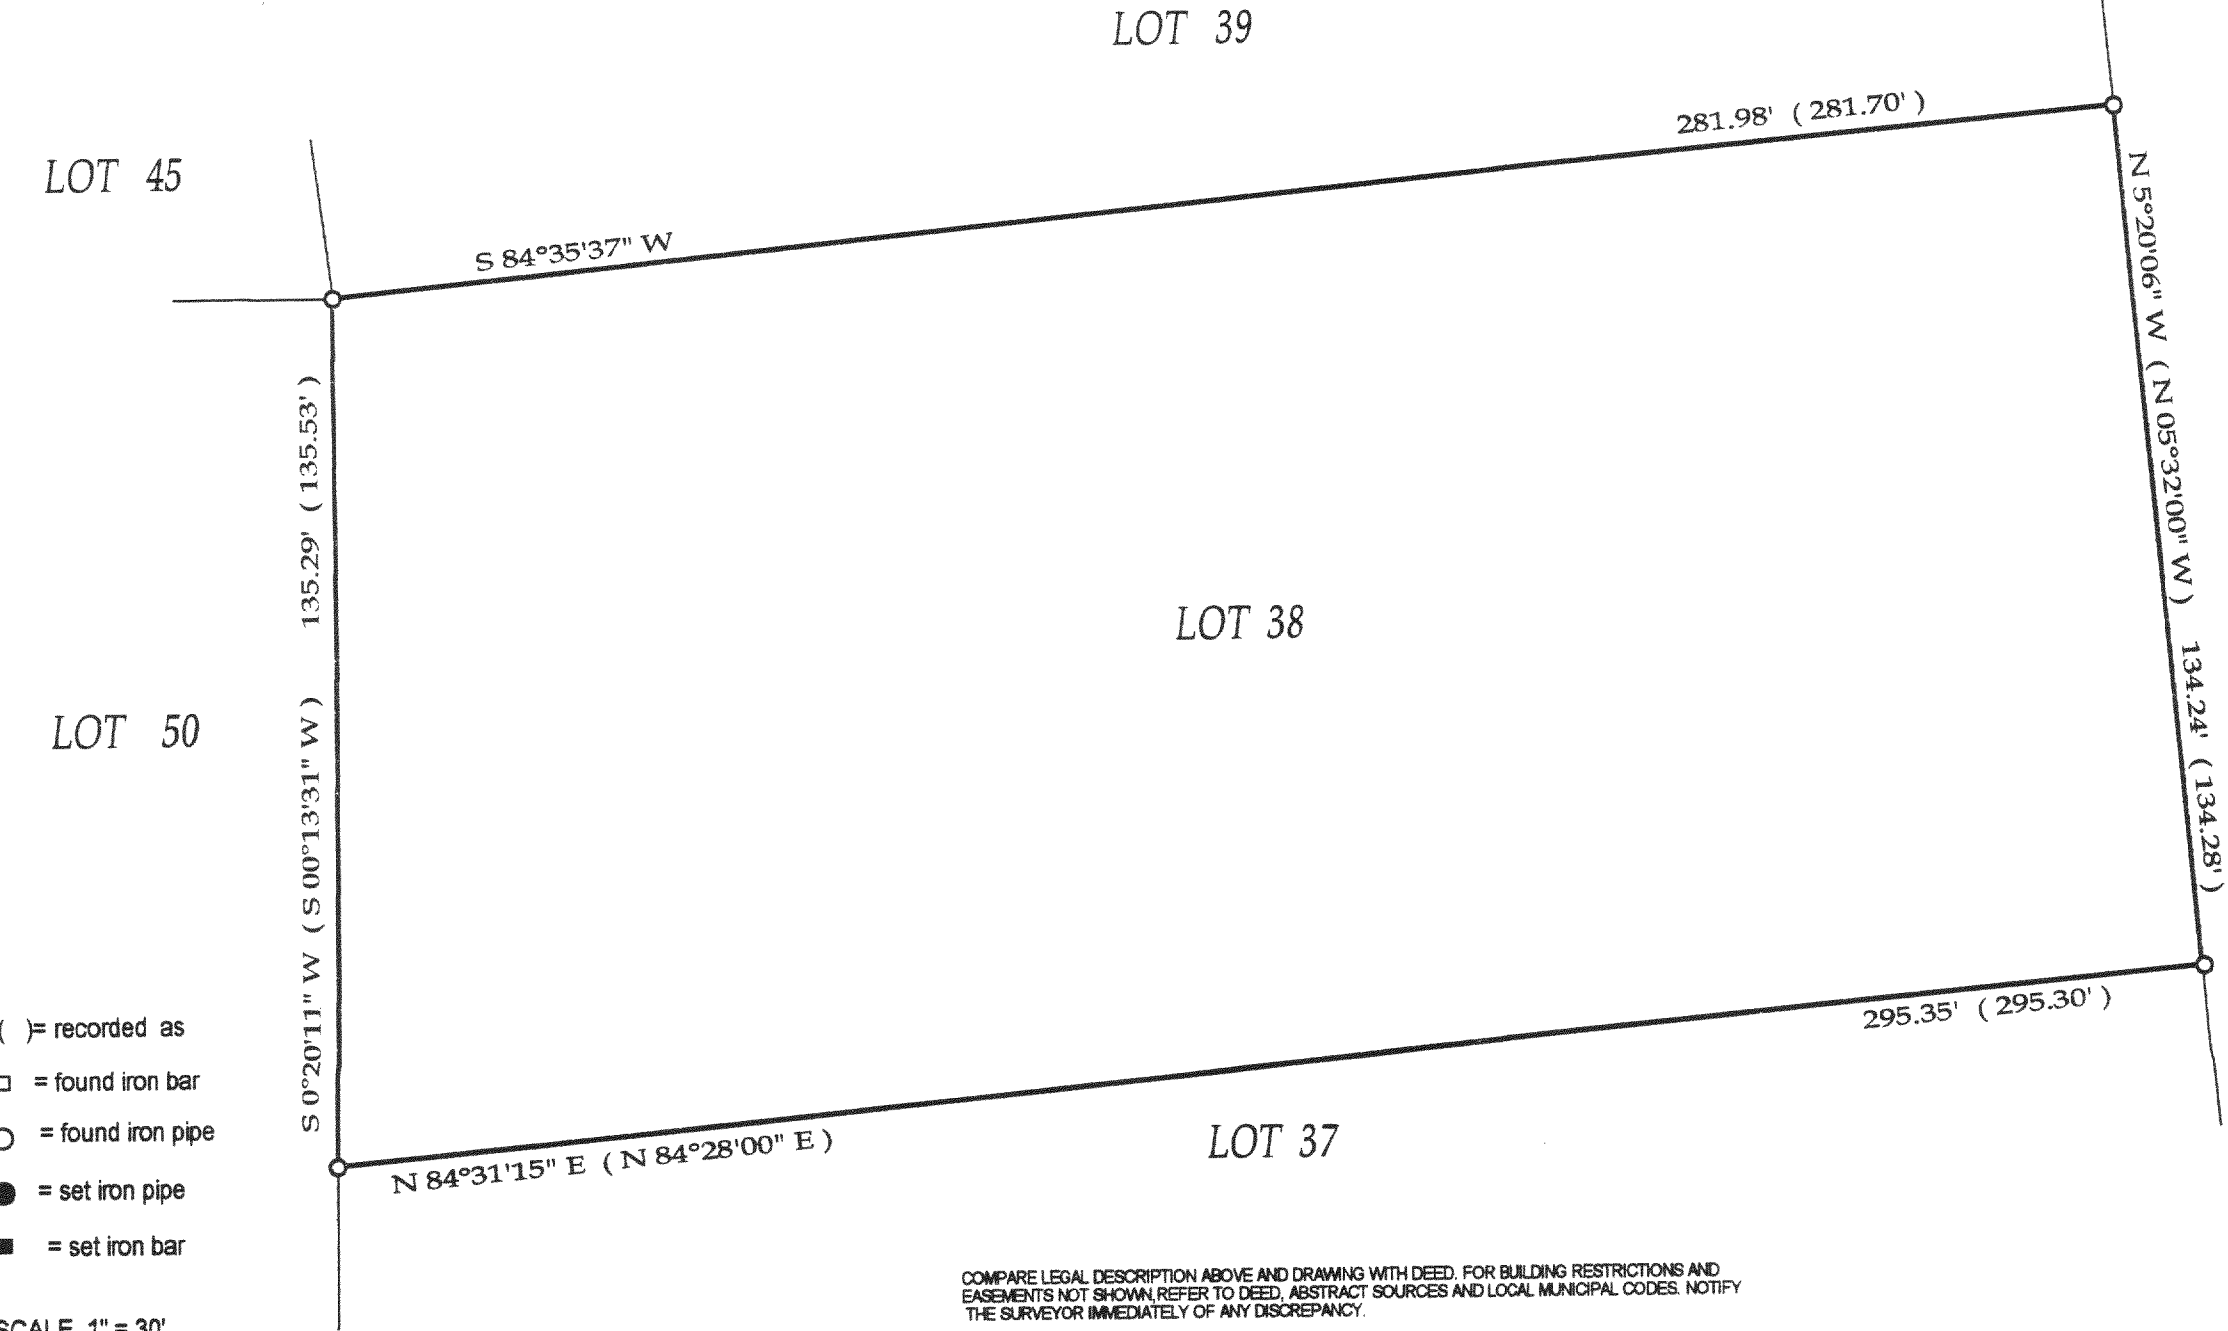 LOT 39
281.98' ( 281.70' )
LOT 45
N 5°20'06" W ( N 05°32'00" W ) 134.24' ( 134.28' )
S 84°35'37" W
S 0°20'11" W ( S 00°13'31" W ) 135.29' ( 135.53' )
LOT 38
LOT 50
295.35' ( 295.30' )
( )= recorded as
= found iron bar
= found iron pipe
= set iron pipe
= set iron bar
N 84°31'15" E ( N 84°28'00" E )
LOT 37
COMPARE LEGAL DESCRIPTION ABOVE AND DRAWING WITH DEED. FOR BUILDING RESTRICTIONS AND
EASEMENTS NOT SHOWN, REFER TO DEED, ABSTRACT SOURCES AND LOCAL MUNICIPAL CODES. NOTIFY
THE SURVEYOR IMMEDIATELY OF ANY DISCREPANCY.
SCALE 1" = 30'